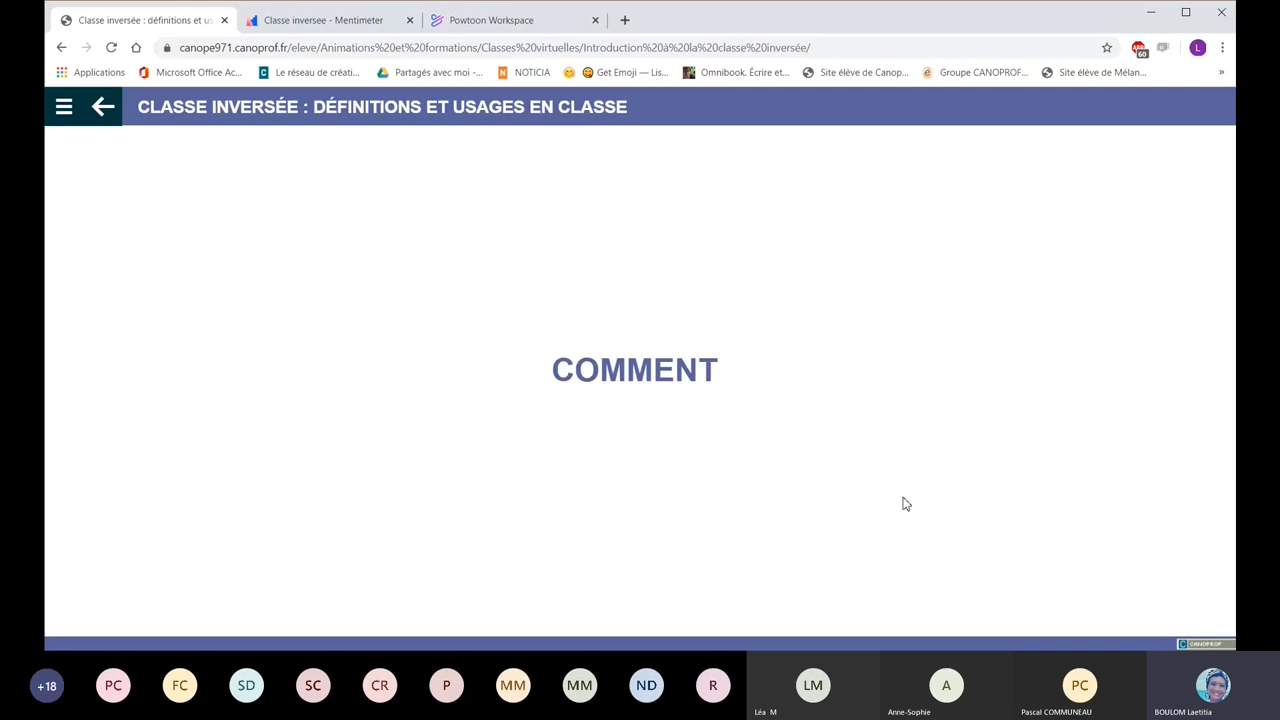 Classe inversée : définitions et us
Classe inversee - Mentimeter
Powtoon Workspace
canope971.canoprof.fr/eleve/Animations%20et%20formations/Classes%20virtuelles/Introduction%20à%20la%20classe%20inversée/
60
L
Applications
Microsoft Office Ac...
Le réseau de créati...
Partagés avec moi -...
NOTICIA
Get Emoji — Lis...
Omnibook. Écrire et...
Site élève de Canop...
Groupe CANOPROF...
Site élève de Mélan...
»
CLASSE INVERSÉE : DÉFINITIONS ET USAGES EN CLASSE
COMMENT
CANOPROF
+18
PC
FC
SD
SC
CR
P
MM
MM
ND
R
LM
A
PC
Léa M
Anne-Sophie
Pascal COMMUNEAU
BOULOM Laetitia